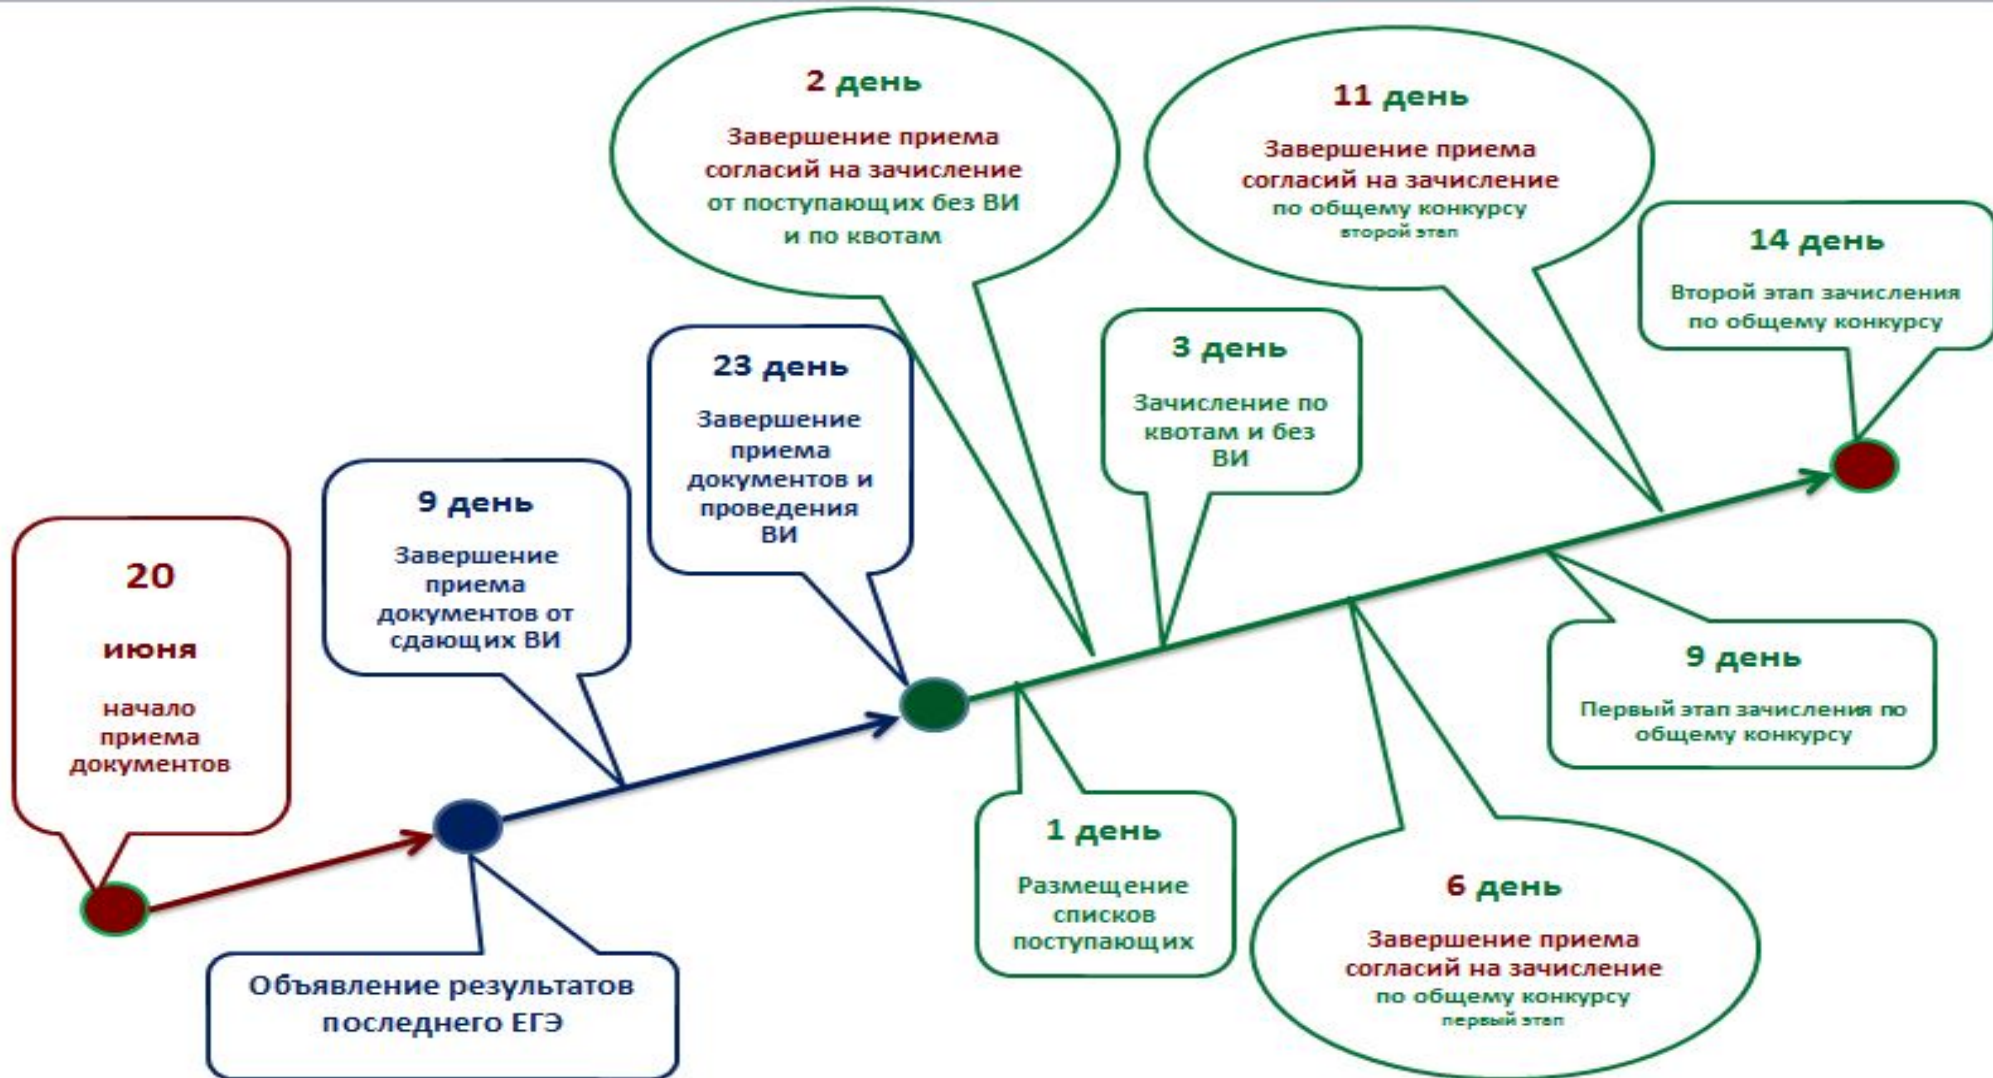 20
июня
начало
приема
документов
Объявление результатов
последнего ЕГЭ
9 день
Завершение
приема
документов от
сдающих ВИ
23 день
Завершение
приема
документов и
проведения
ВИ
1 день
Размещение
списков
поступающих
2 день
Завершение приема
согласий на зачисление
от поступающих без ВИ
и по квотам
3 день
Зачисление по
квотам и без
ВИ
6 день
Завершение приема
согласий на зачисление
по общему конкурсу
первый этап
9 день
Первый этап зачисления по
общему конкурсу
11 день
Завершение приема
согласий на зачисление
по общему конкурсу
второй этап
14 день
Второй этап зачисления
по общему конкурсу